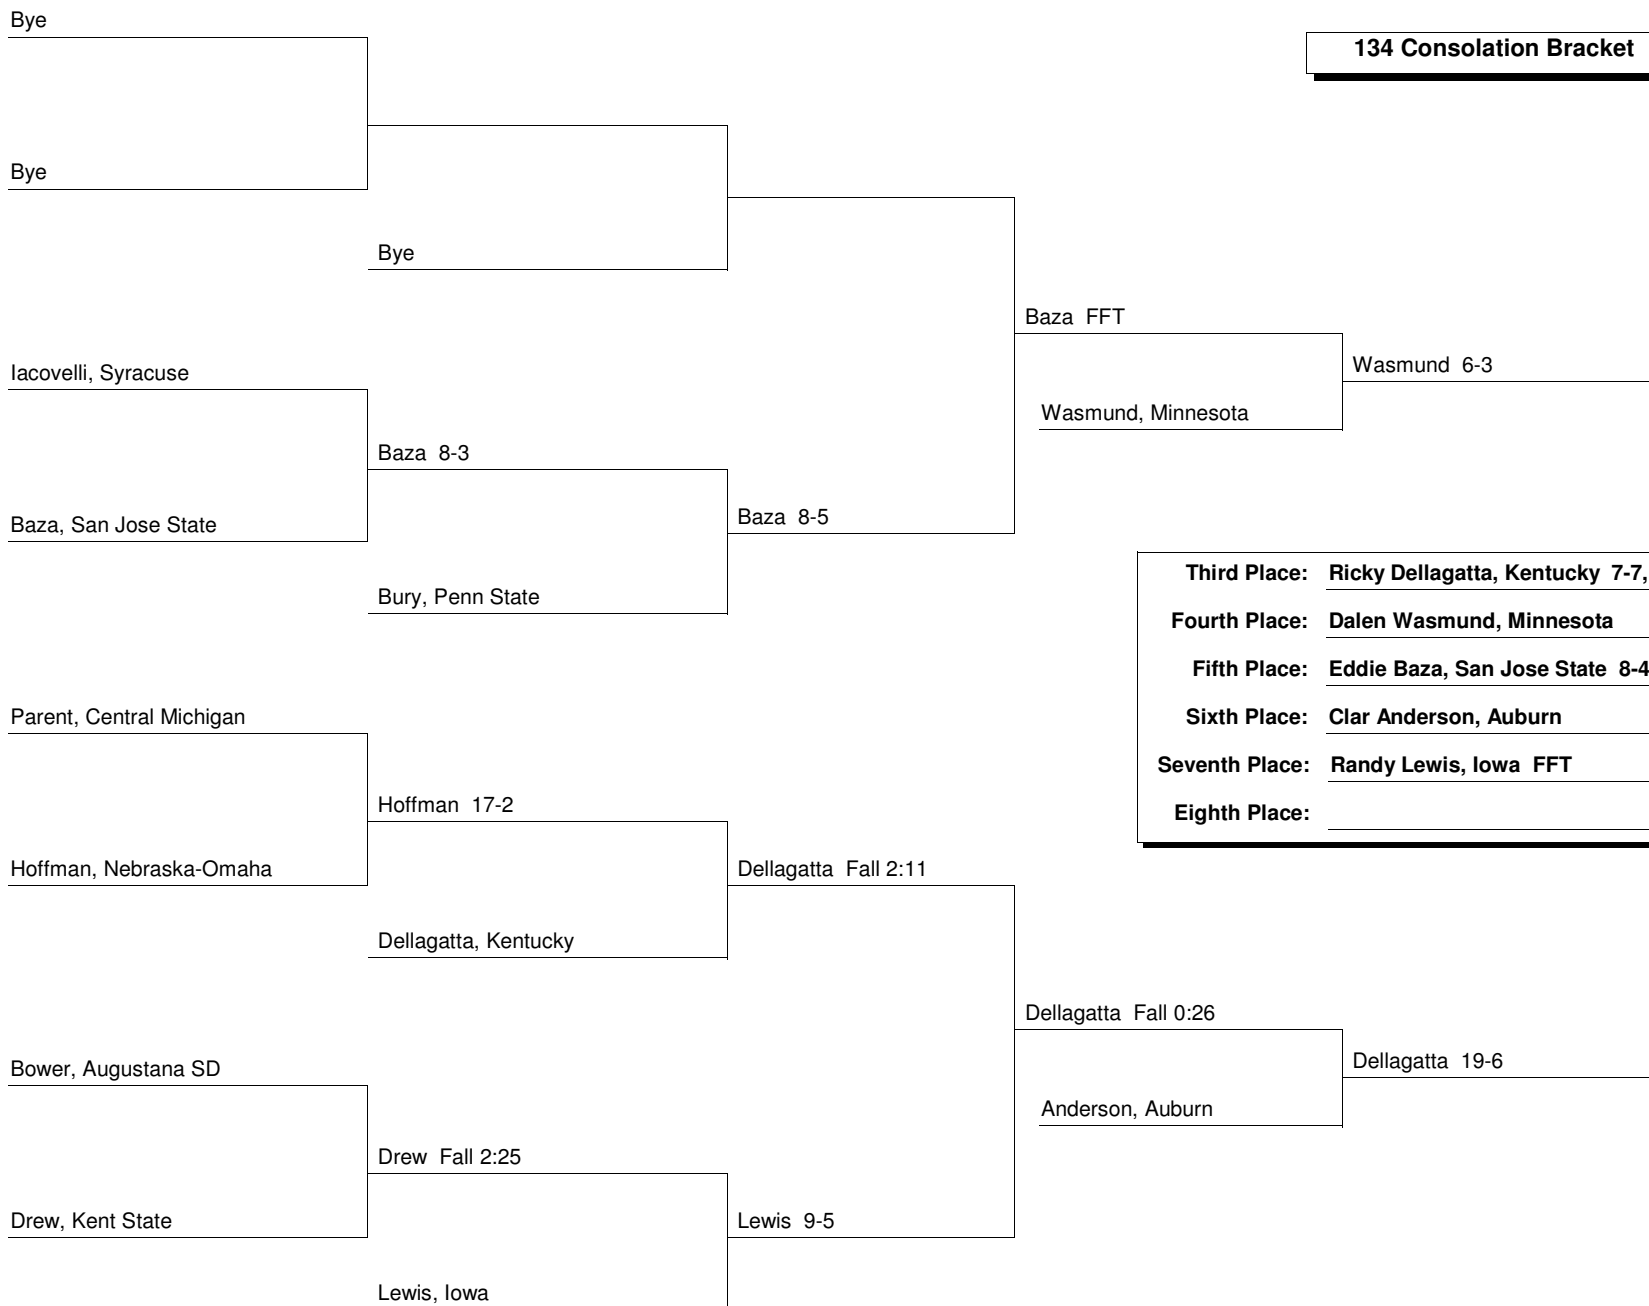 Bye
134 Consolation Bracket
Bye
Bye
Baza  FFT
Iacovelli, Syracuse
Wasmund  6-3
Wasmund, Minnesota
Baza  8-3
Baza, San Jose State
Baza  8-5
Bury, Penn State
Third Place: Ricky Dellagatta, Kentucky  7-7,
Fourth Place: Dalen Wasmund, Minnesota
Fifth Place: Eddie Baza, San Jose State  8-4
Sixth Place: Clar Anderson, Auburn
Seventh Place: Randy Lewis, Iowa  FFT
Eighth Place:
Parent, Central Michigan
Hoffman  17-2
Hoffman, Nebraska-Omaha
Dellagatta  Fall 2:11
Dellagatta, Kentucky
Dellagatta  Fall 0:26
Bower, Augustana SD
Dellagatta  19-6
Anderson, Auburn
Drew  Fall 2:25
Drew, Kent State
Lewis  9-5
Lewis, Iowa